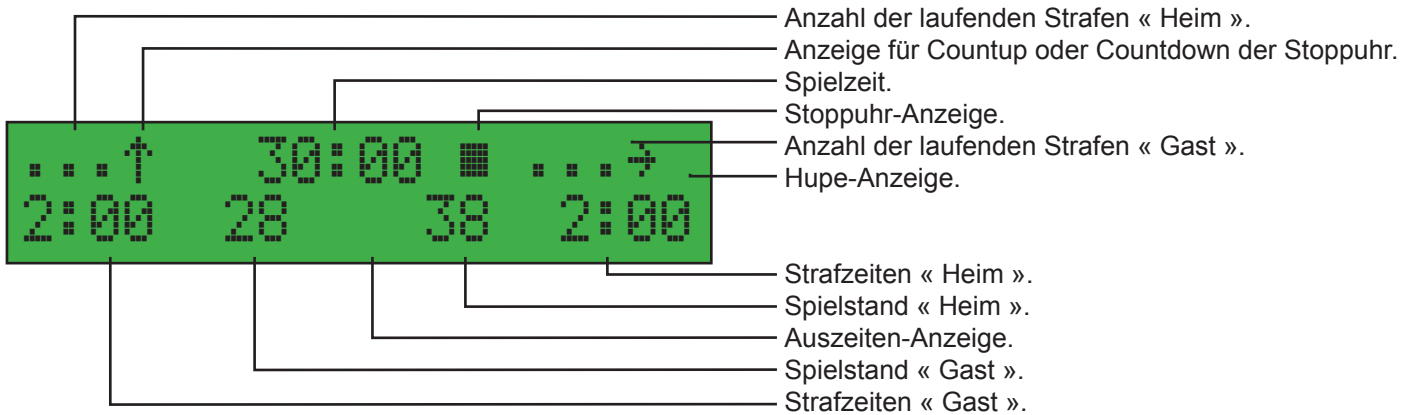 Anzahl der laufenden Strafen « Heim ».
Anzeige für Countup oder Countdown der Stoppuhr.
Spielzeit.
Stoppuhr-Anzeige.
Anzahl der laufenden Strafen « Gast ».
Hupe-Anzeige.
...↑ 30:00 ■ ...→
2:00 28 38 2:00
Strafzeiten « Heim ».
Spielstand « Heim ».
Auszeiten-Anzeige.
Spielstand « Gast ».
Strafzeiten « Gast ».